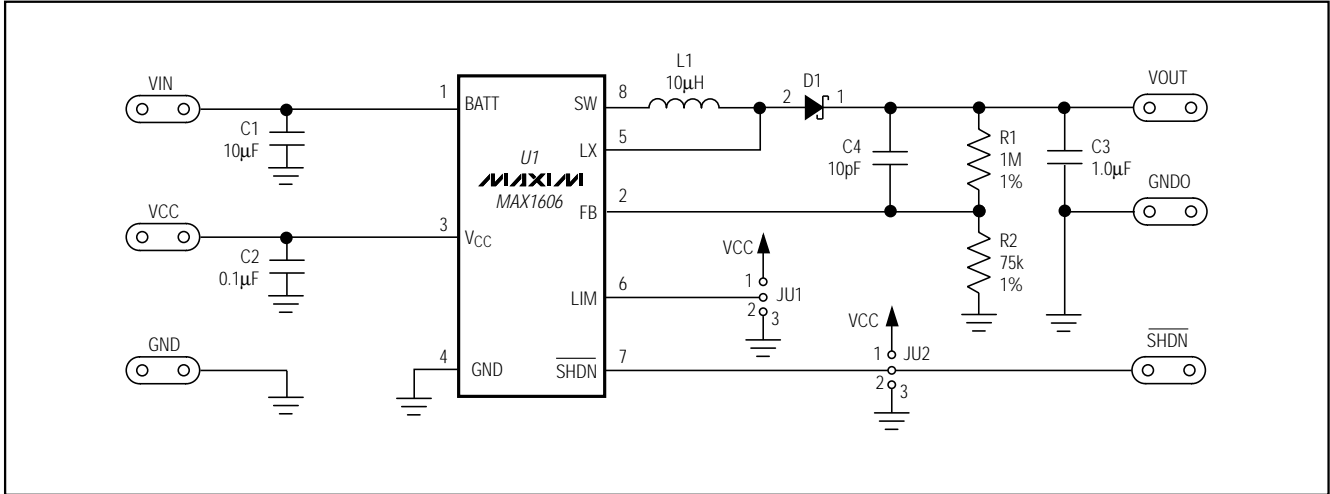 VIN
C1
10µF
VCC
C2
0.1µF
GND
1
BATT
3
VCC
4
GND
U1
MAXIM
MAX1606
SW
8
LX
5
FB
2
LIM
6
SHDN
7
L1
10µH
2
D1
1
C4
10pF
R1
1M
1%
C3
1.0µF
R2
75k
1%
VOUT
GNDO
VCC
1
JU1
2
3
VCC
1
JU2
2
3
SHDN